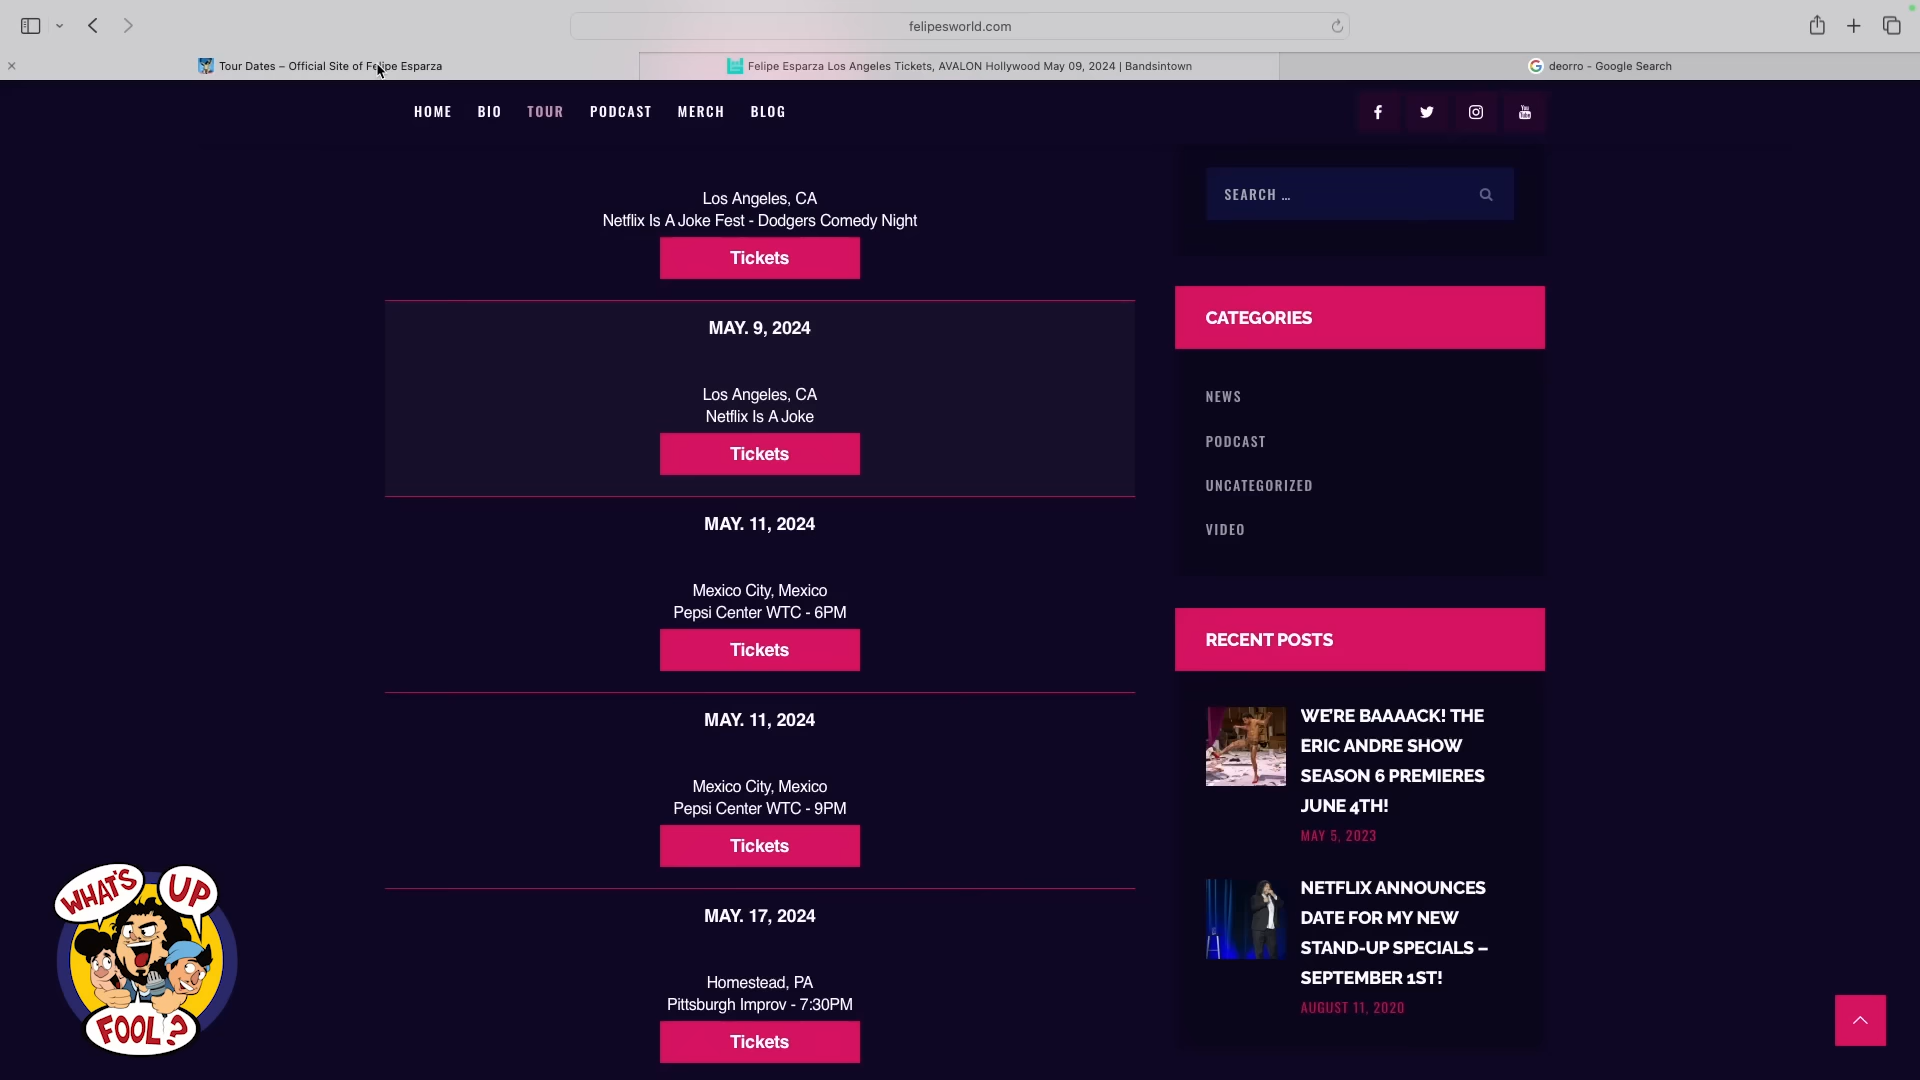 felipesworld.com
Tour Dates – Official Site of Felipe Esparza
Felipe Esparza Los Angeles Tickets, AVALON Hollywood May 09, 2024 | Bandsintown
deorro - Google Search
HOME BIO TOUR PODCAST MERCH BLOG
You
Tube
Los Angeles, CA
Netflix Is A Joke Fest - Dodgers Comedy Night
Tickets
MAY. 9, 2024
Los Angeles, CA
Netflix Is A Joke
Tickets
MAY. 11, 2024
Mexico City, Mexico
Pepsi Center WTC - 6PM
Tickets
MAY. 11, 2024
Mexico City, Mexico
Pepsi Center WTC - 9PM
Tickets
MAY. 17, 2024
Homestead, PA
Pittsburgh Improv - 7:30PM
Tickets
SEARCH ...
CATEGORIES
NEWS
PODCAST
UNCATEGORIZED
VIDEO
RECENT POSTS
WE'RE BAAAACK! THE
ERIC ANDRE SHOW
SEASON 6 PREMIERES
JUNE 4TH!
MAY 5, 2023
NETFLIX ANNOUNCES
DATE FOR MY NEW
STAND-UP SPECIALS –
SEPTEMBER 1ST!
AUGUST 11, 2020
WHAT'S UP
FOOL?